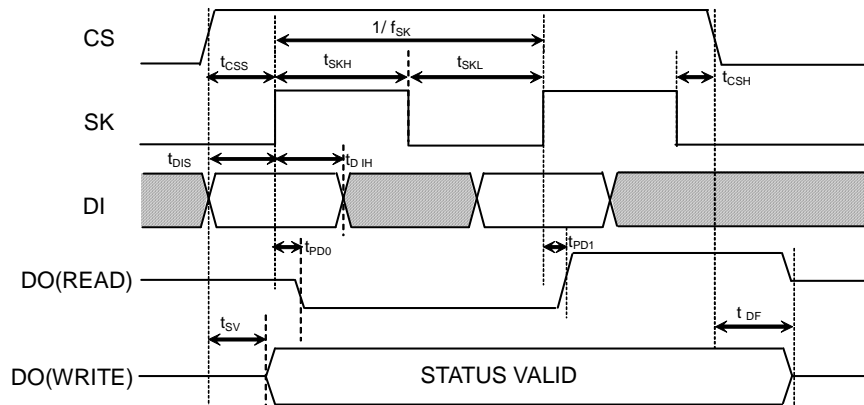 CS
1/ fSK
tCSS
tSKH
tSKL
tCSH
SK
tDIS
tD IH
DI
tPD0
tPD1
DO(READ)
tSV
t DF
DO(WRITE)
STATUS VALID